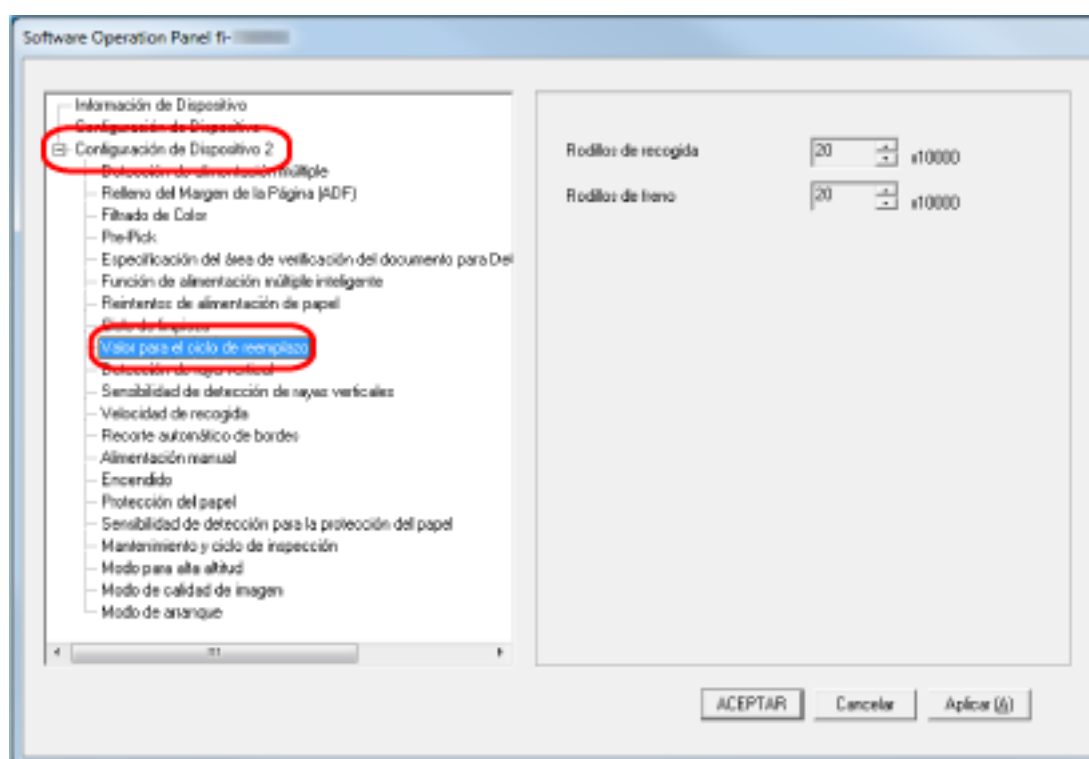 Software Operation Panel fi-
Información de Dispositivo
Configuración de Dispositivo
Configuración de Dispositivo 2
Detección de alimentación múltiple
Relleno del Margen de la Página (ADF)
Filtrado de Color
Pre-Pick
Especificación del área de verificación del documento para Det
Función de alimentación múltiple inteligente
Reintentos de alimentación de papel
Ciclo de limpieza
Valor para el ciclo de reemplazo
Detección de raya vertical
Sensibilidad de detección de rayas verticales
Velocidad de recogida
Recorte automático de bordes
Alimentación manual
Encendido
Protección del papel
Sensibilidad de detección para la protección del papel
Mantenimiento y ciclo de inspección
Modo para alta altitud
Modo de calidad de imagen
Modo de arranque
Rodillos de recogida 20 x10000
Rodillos de freno 20 x10000
ACEPTAR Cancelar Aplicar (A)